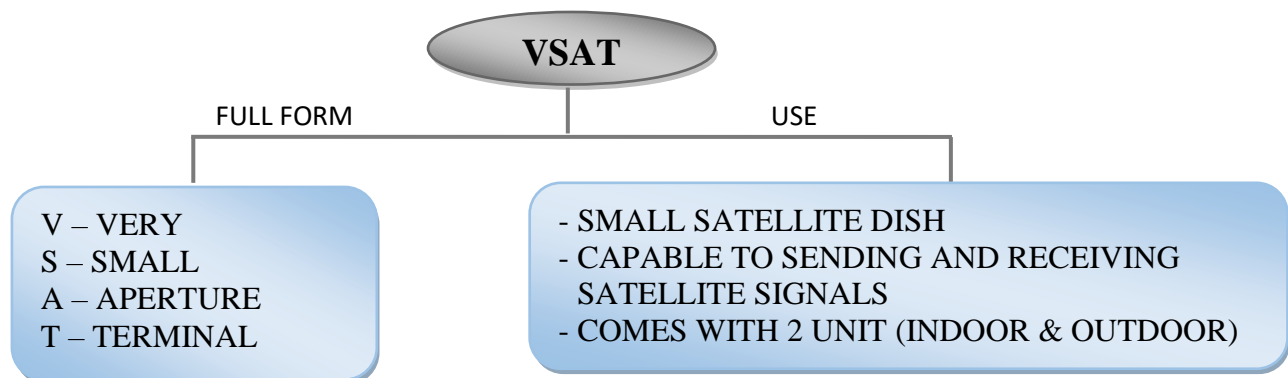 VSAT
FULL FORM
USE
V – VERY
S – SMALL
A – APERTURE
T – TERMINAL
- SMALL SATELLITE DISH
- CAPABLE TO SENDING AND RECEIVING
SATELLITE SIGNALS
- COMES WITH 2 UNIT (INDOOR & OUTDOOR)